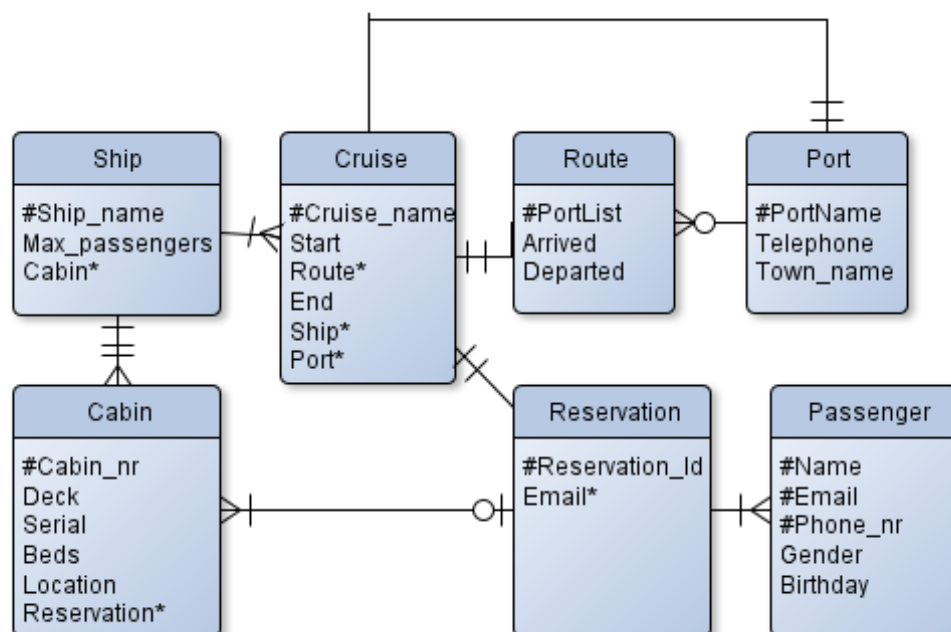 Ship
#Ship_name
Max_passengers
Cabin*
Cruise
#Cruise_name
Start
Route*
End
Ship*
Port*
Route
#PortList
Arrived
Departed
Port
#PortName
Telephone
Town_name
Cabin
#Cabin_nr
Deck
Serial
Beds
Location
Reservation*
Reservation
#Reservation_Id
Email*
Passenger
#Name
#Email
#Phone_nr
Gender
Birthday